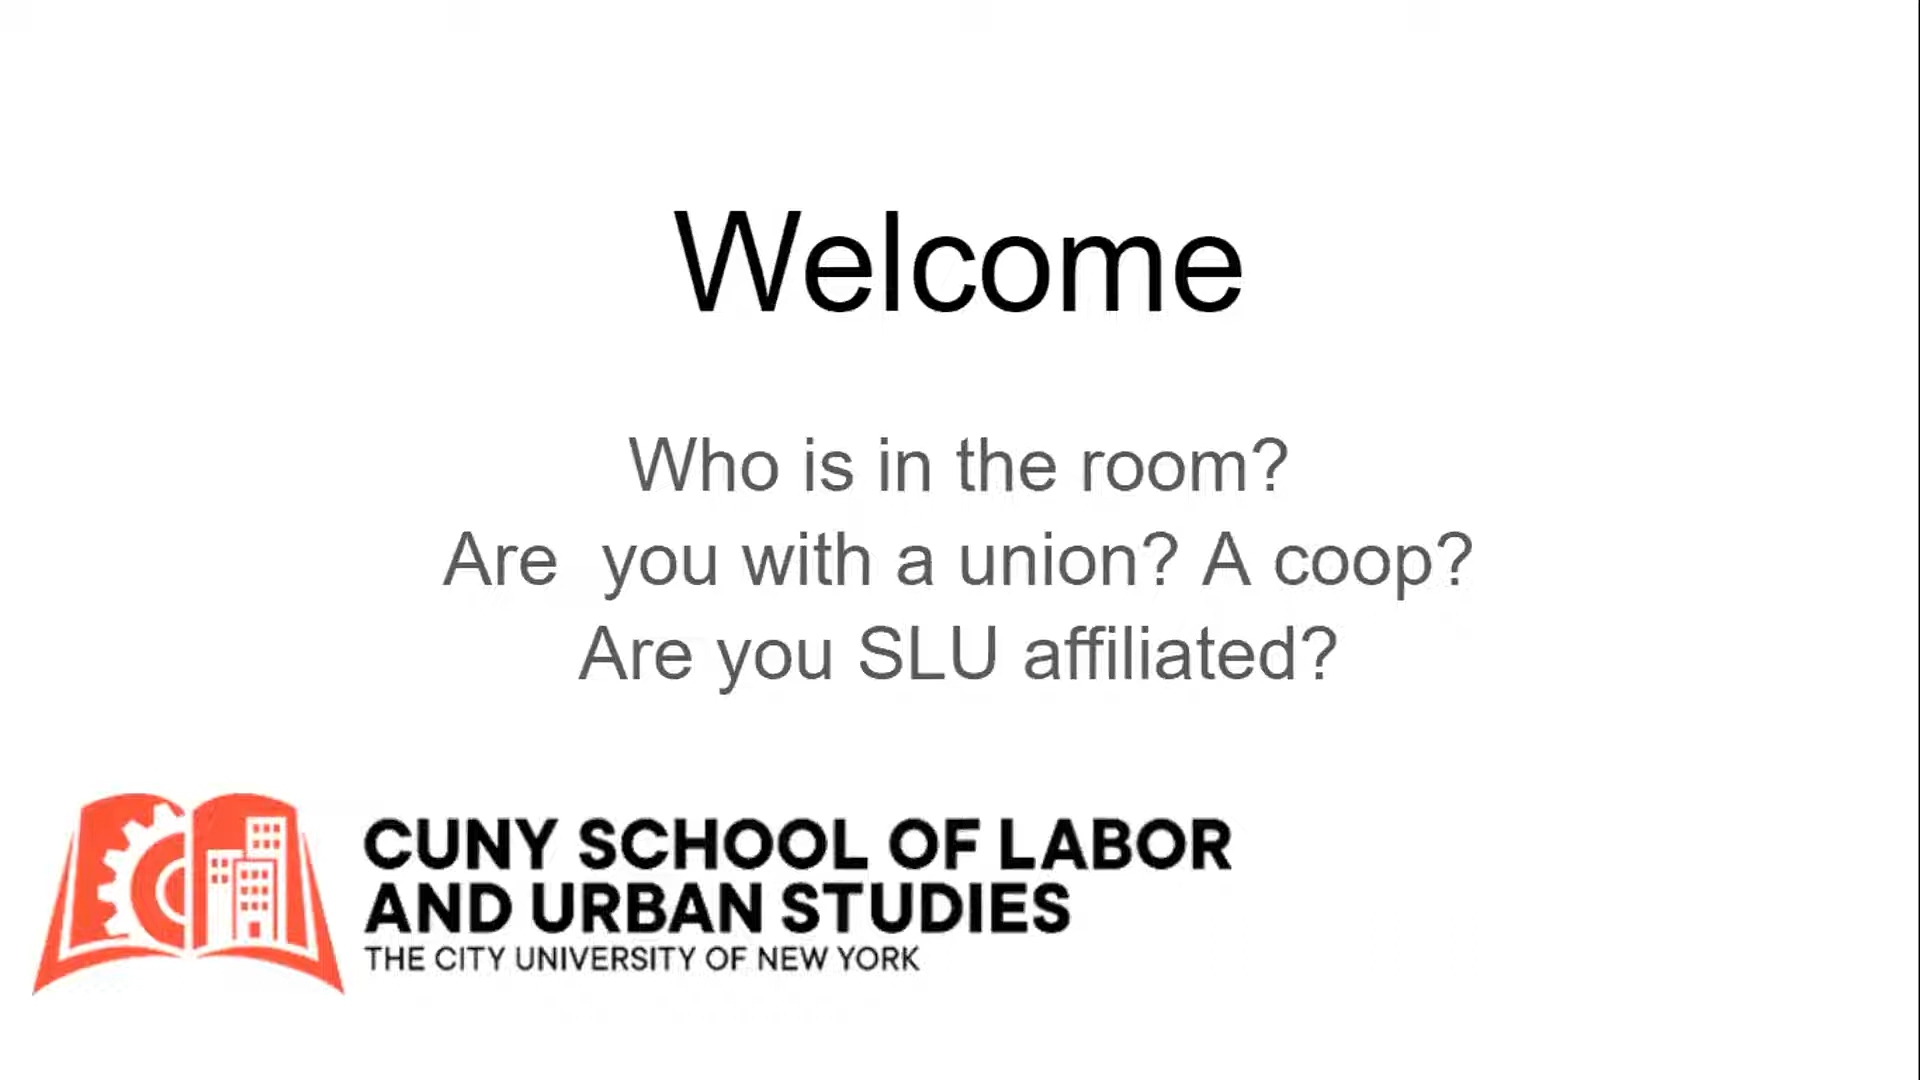 Welcome
Who is in the room?
Are  you with a union? A coop?
Are you SLU affiliated?
CUNY SCHOOL OF LABOR
AND URBAN STUDIES
THE CITY UNIVERSITY OF NEW YORK